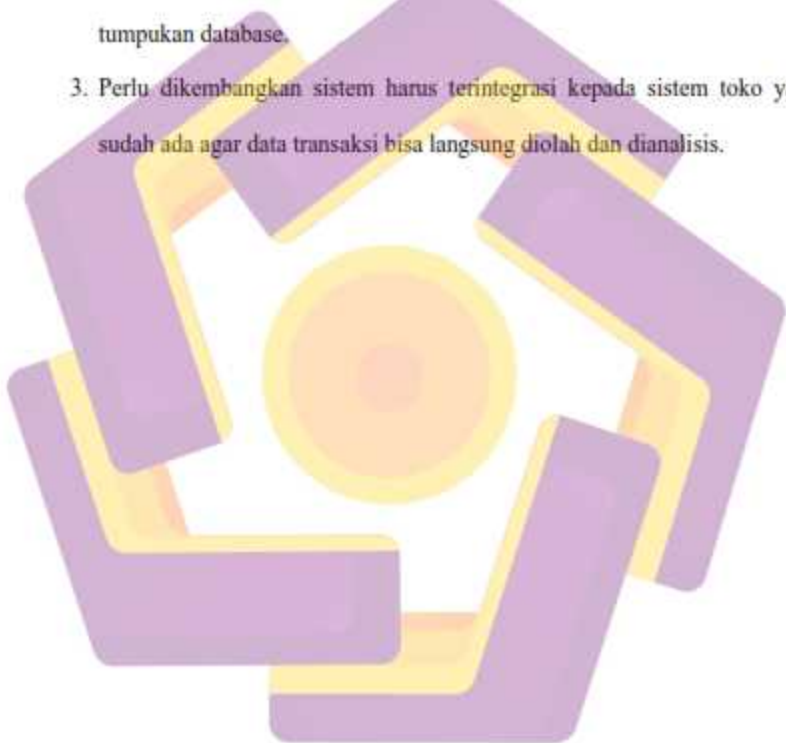 tumpukan database.
3. Perlu dikembangkan sistem harus terintegrasi kepada sistem toko y
sudah ada agar data transaksi bisa langsung diolah dan dianalisis.